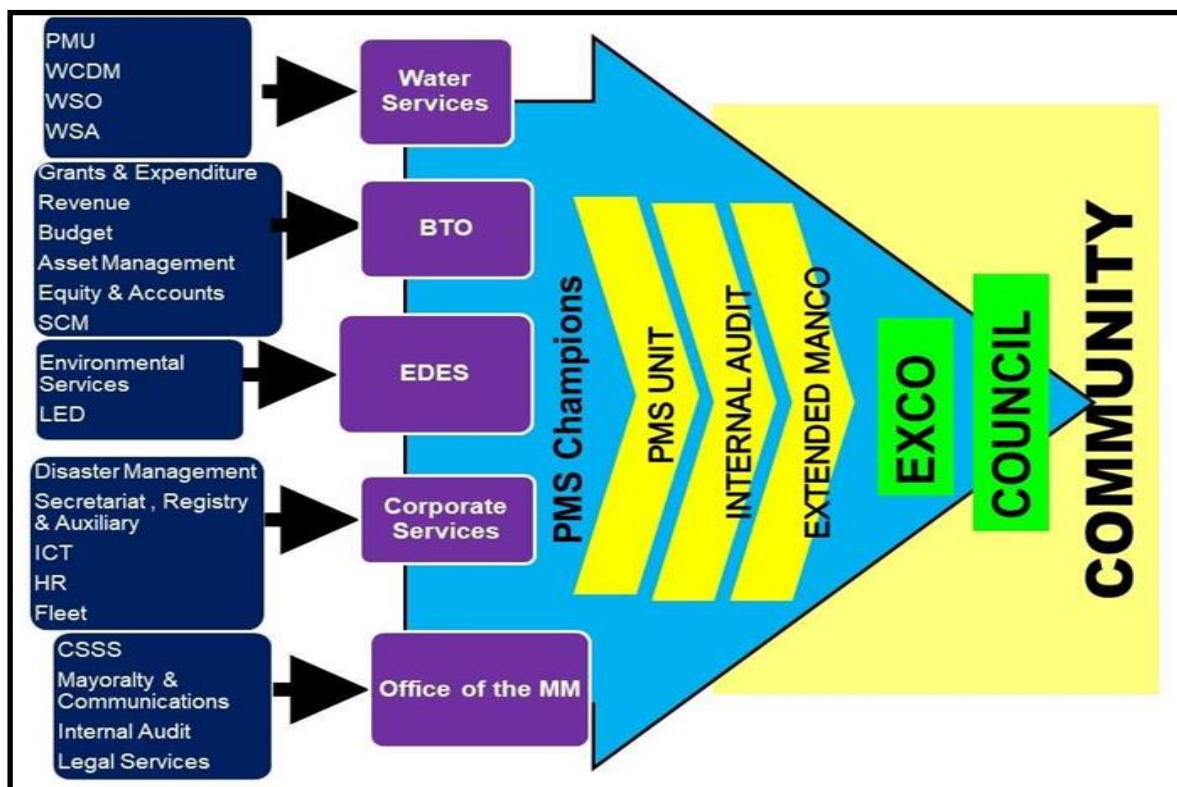 PMU
WCDM
WSO
WSA
Water
Services
Grants & Expenditure
Revenue
Budget
Asset Management
Equity & Accounts
SCM
BTO
Environmental
Services
LED
EDES
Disaster Management
Secretariat , Registry
& Auxiliary
ICT
HR
Fleet
Corporate
Services
CSSS
Mayoralty &
Communications
Internal Audit
Legal Services
Office of the MM
PMS Champions
PMS UNIT
INTERNAL AUDIT
EXTENDED MANCO
EXCO
COUNCIL
COMMUNITY